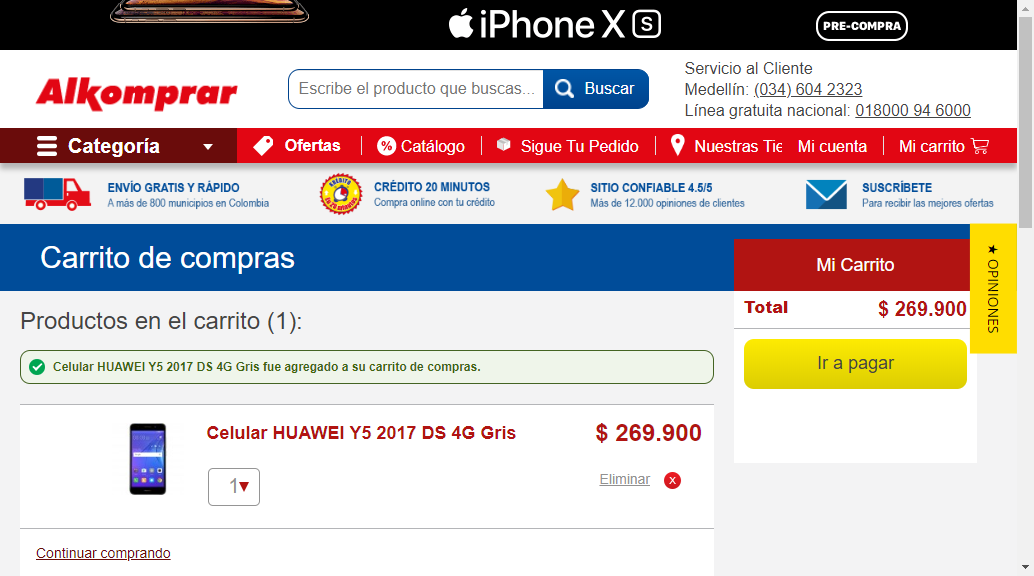 iPhone XS
PRE-COMPRA
Alkomprar
Escribe el producto que buscas...
Buscar
Servicio al Cliente
Medellín: (034) 604 2323
Línea gratuita nacional: 018000 94 6000
Categoría
Ofertas
% Catálogo
Sigue Tu Pedido
Nuestras Tie
Mi cuenta
Mi carrito
ENVÍO GRATIS Y RÁPIDO
A más de 800 municipios en Colombia
CRÉDITO 20 MINUTOS
Compra online con tu crédito
SITIO CONFIABLE 4.5/5
Más de 12.000 opiniones de clientes
SUSCRÍBETE
Para recibir las mejores ofertas
Carrito de compras
Mi Carrito
★ OPINIONES
Total
$ 269.900
Ir a pagar
Productos en el carrito (1):
Celular HUAWEI Y5 2017 DS 4G Gris fue agregado a su carrito de compras.
Celular HUAWEI Y5 2017 DS 4G Gris
$ 269.900
1
Eliminar
x
Continuar comprando